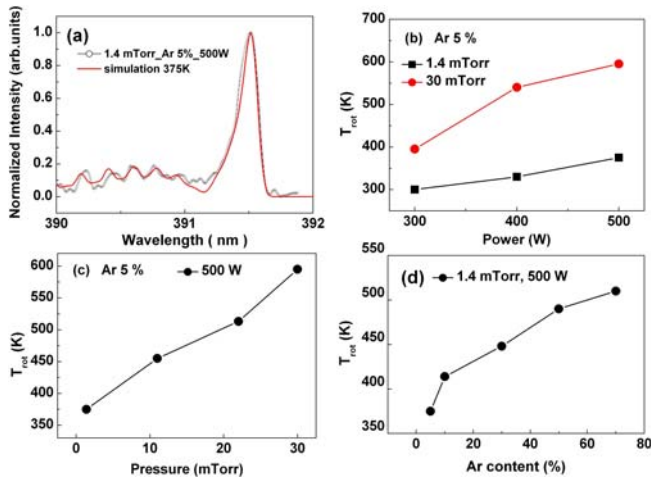 (a)
1.4 mTorr_Ar 5%_500W
simulation 375K
Normalized Intensity (arb.units)
1.0
0.8
0.6
0.4
0.2
0.0
390
391
392
Wavelength ( nm )
(b) Ar 5 %
1.4 mTorr
30 mTorr
T_rot (K)
700
600
500
400
300
300
400
500
Power (W)
(c) Ar 5 %
500 W
T_rot (K)
600
550
500
450
400
350
0
10
20
30
Pressure (mTorr)
(d)
1.4 mTorr, 500 W
T_rot (K)
550
500
450
400
350
0
20
40
60
80
Ar content (%)